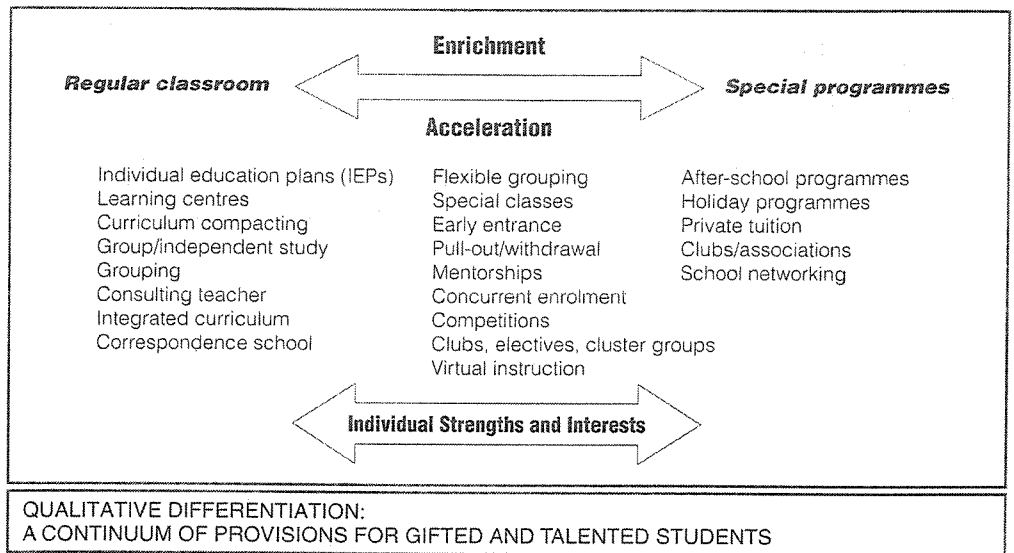 Enrichment
Regular classroom
Special programmes
Acceleration
Individual education plans (IEPs)
Learning centres
Curriculum compacting
Group/independent study
Grouping
Consulting teacher
Integrated curriculum
Correspondence school
Flexible grouping
Special classes
Early entrance
Pull-out/withdrawal
Mentorships
Concurrent enrolment
Competitions
Clubs, electives, cluster groups
Virtual instruction
After-school programmes
Holiday programmes
Private tuition
Clubs/associations
School networking
Individual Strengths and Interests
QUALITATIVE DIFFERENTIATION:
A CONTINUUM OF PROVISIONS FOR GIFTED AND TALENTED STUDENTS